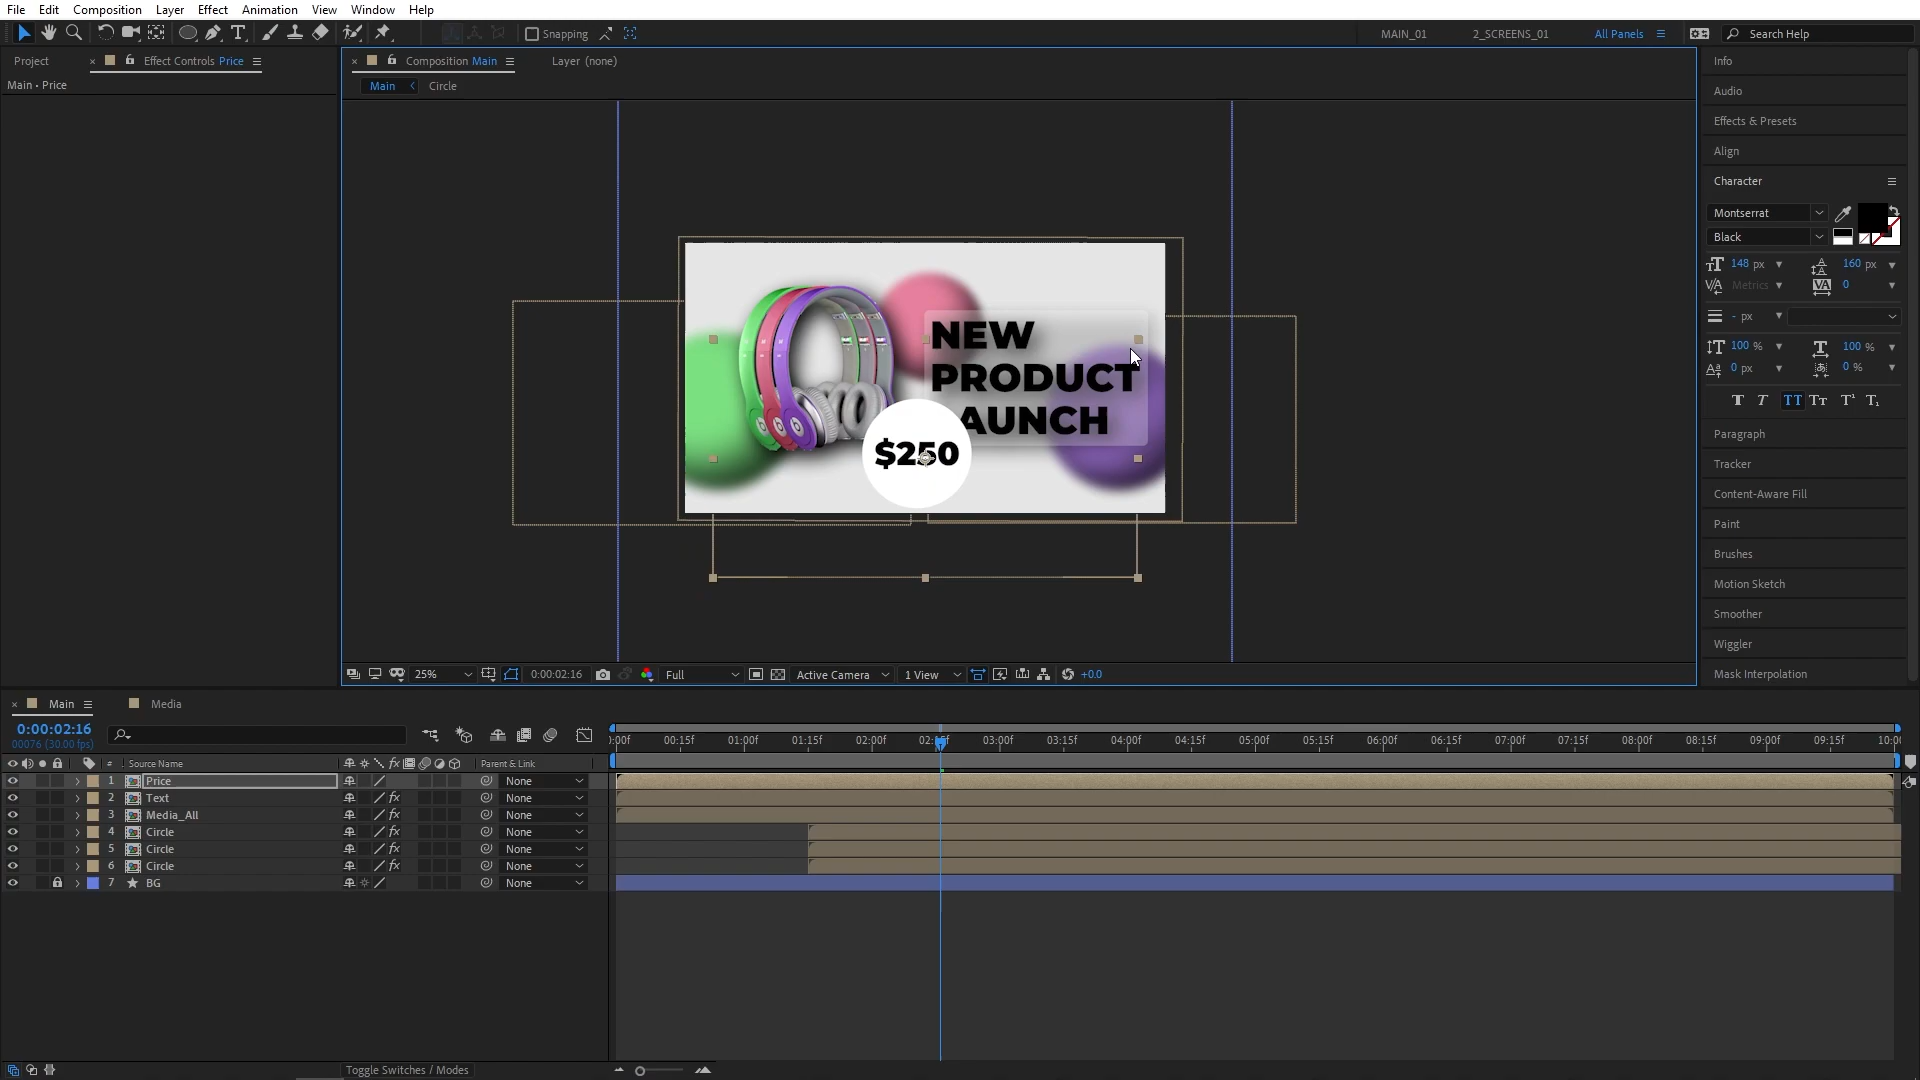 File Edit Composition Layer Effect Animation View Window Help
Snapping MAIN_01 2_SCREENS_01 All Panels Search Help
Project Effect Controls Price
Main • Price
Composition Main Layer (none)
Main Circle
NEW
PRODUCT
AUNCH
$250
25% 0:00:02:16 Full Active Camera 1 View +0.0
Info
Audio
Effects & Presets
Align
Character
Montserrat
Black
148 px 160 px
Metrics 0
- px
100 % 100 %
0 px 0 %
Paragraph
Tracker
Content-Aware Fill
Paint
Brushes
Motion Sketch
Smoother
Wiggler
Mask Interpolation
Main Media
0:00:02:16
00076 (30.00 fps)
00:15f 01:00f 01:15f 02:00f 03:00f 03:15f 04:00f 04:15f 05:00f 05:15f 06:00f 06:15f 07:00f 07:15f 08:00f 08:15f 09:00f 09:15f
# Source Name Parent & Link
1 Price None
2 Text None
3 Media_All None
4 Circle None
5 Circle None
6 Circle None
7 BG None
Toggle Switches / Modes